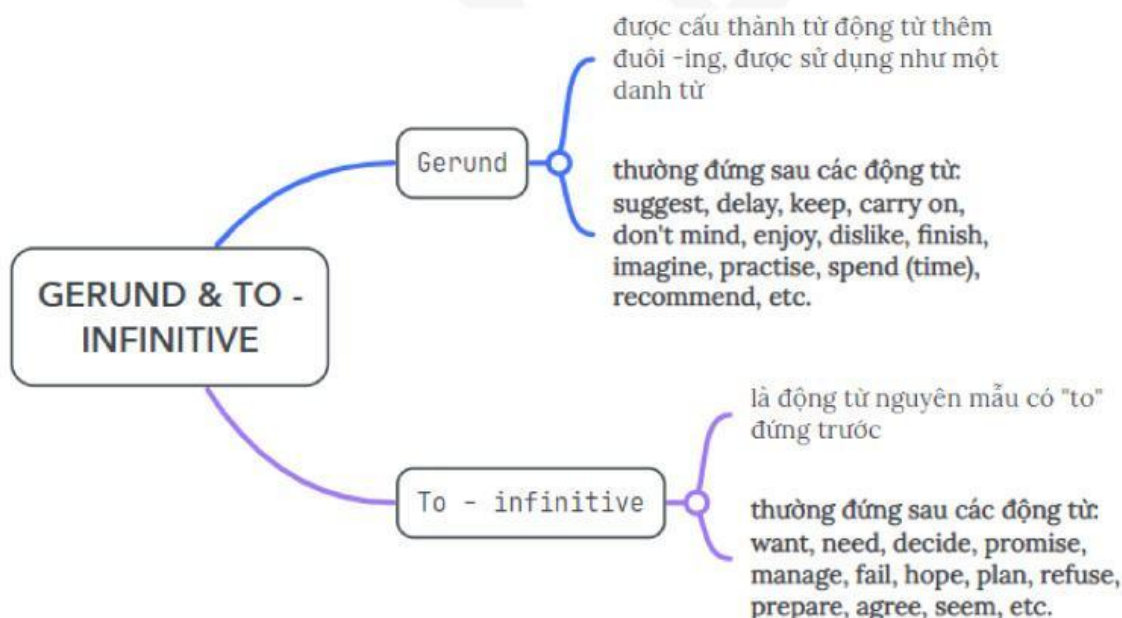 được cấu thành từ động từ thêm
đuôi -ing, được sử dụng như một
danh từ
Gerund
thường đứng sau các động từ:
suggest, delay, keep, carry on,
don't mind, enjoy, dislike, finish,
imagine, practise, spend (time),
recommend, etc.
GERUND & TO -
INFINITIVE
là động từ nguyên mẫu có "to"
đứng trước
To - infinitive
thường đứng sau các động từ:
want, need, decide, promise,
manage, fail, hope, plan, refuse,
prepare, agree, seem, etc.